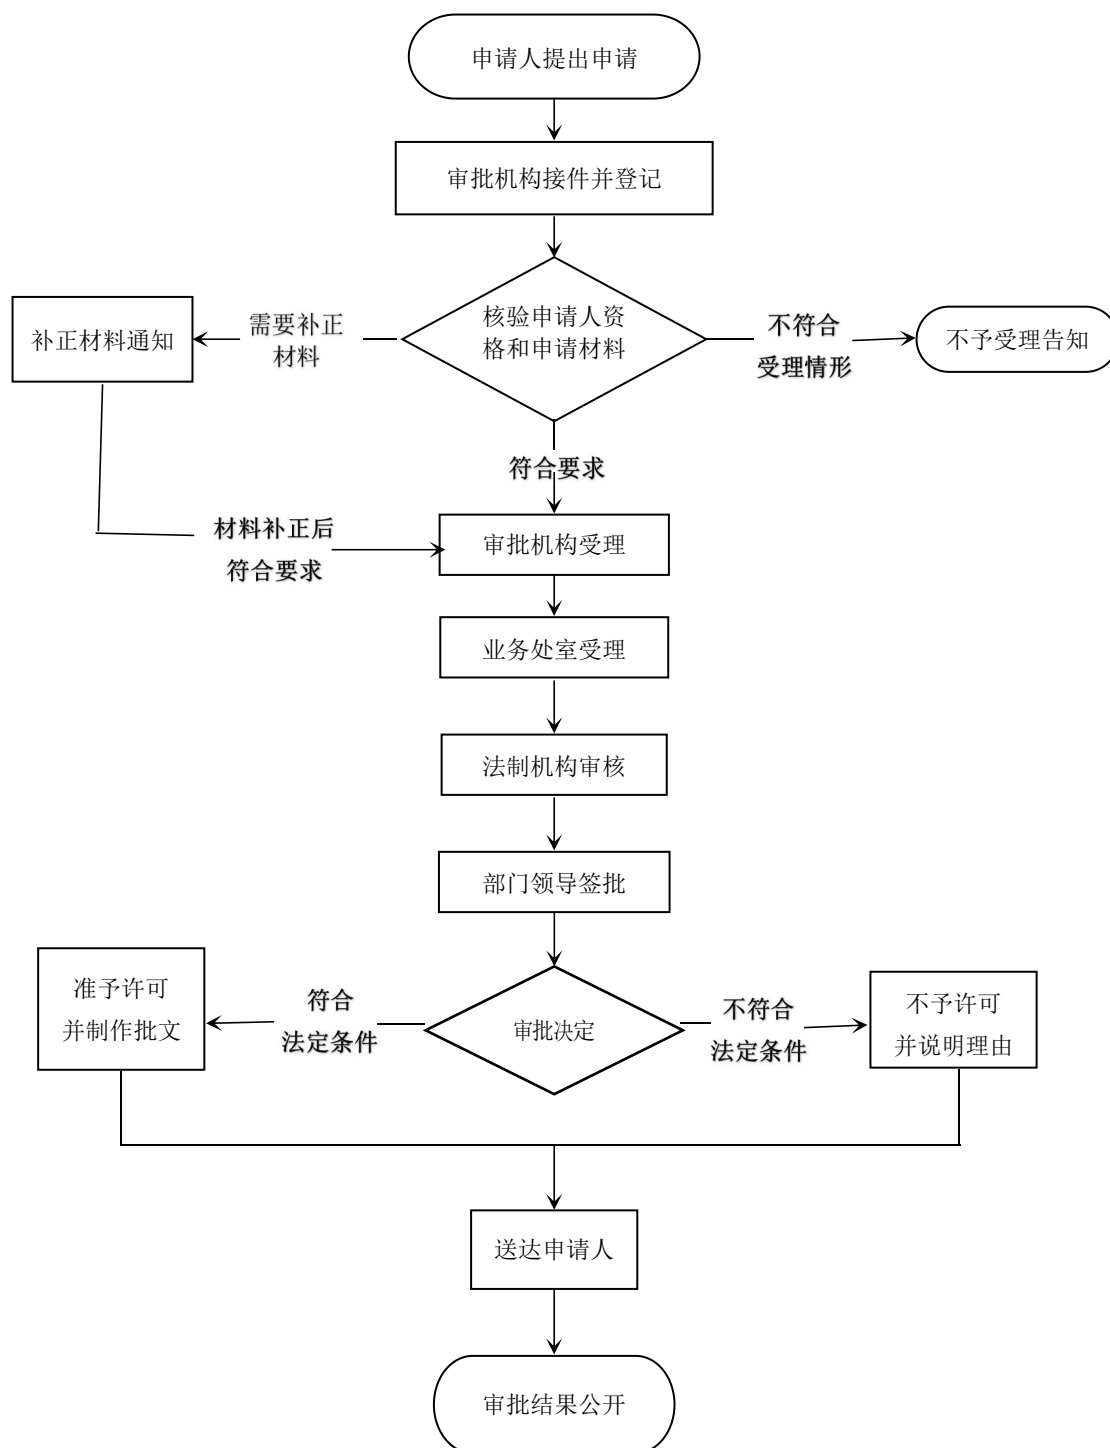 申请人提出申请
审批机构接件并登记
核验申请人资
格和申请材料
需要补正
材料
补正材料通知
不符合
受理情形
不予受理告知
符合要求
材料补正后
符合要求
审批机构受理
业务处室受理
法制机构审核
部门领导签批
审批决定
符合
法定条件
准予许可
并制作批文
不符合
法定条件
不予许可
并说明理由
送达申请人
审批结果公开